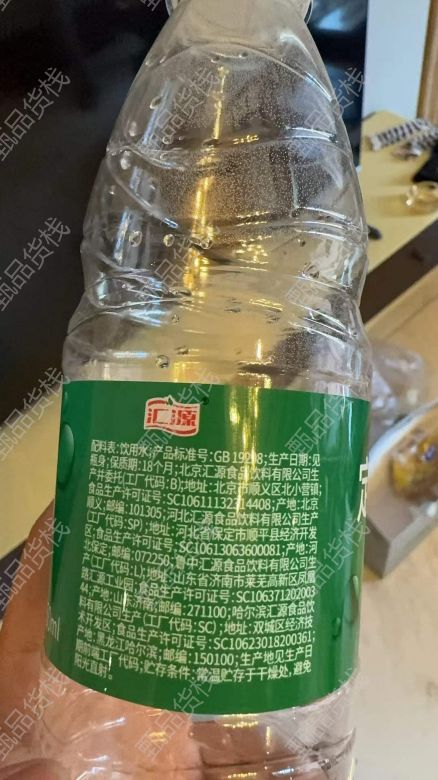 汇源
配料表:饮用水;产品标准号:GB 19298;生产日期:见
瓶身;保质期:18个月;北京汇源食品饮料有限公司生
产并委托(工厂代码:B);地址:北京市顺义区北小营镇;
食品生产许可证号:SC10611132214408;产地:北京
顺义;邮编:101305;河北汇源食品饮料有限公司生产
(工厂代码:SP);地址:河北省保定市顺平县经济开发
区;食品生产许可证号:SC10613063600081;产地:河
北保定;邮编:072250;鲁中汇源食品饮料有限公司生
产(工厂代码:L);地址:山东省济南市莱芜高新区凤凰
路汇源工业园;食品生产许可证号:SC106371202003
44;产地:山东济南;邮编:271100;哈尔滨汇源食品饮
料有限公司生产(工厂代码:SC);地址:双城区经济技
术开发区;食品生产许可证号:SC10623018200361;
产地:黑龙江哈尔滨;邮编:150100;生产地见生产日
期前端工厂代码;贮存条件:常温贮存于干燥处,避免
阳光直射。
ml
甄品货栈